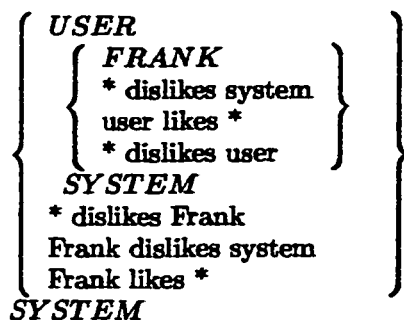 USER
FRANK
* dislikes system
user likes *
* dislikes user
SYSTEM
* dislikes Frank
Frank dislikes system
Frank likes *
SYSTEM